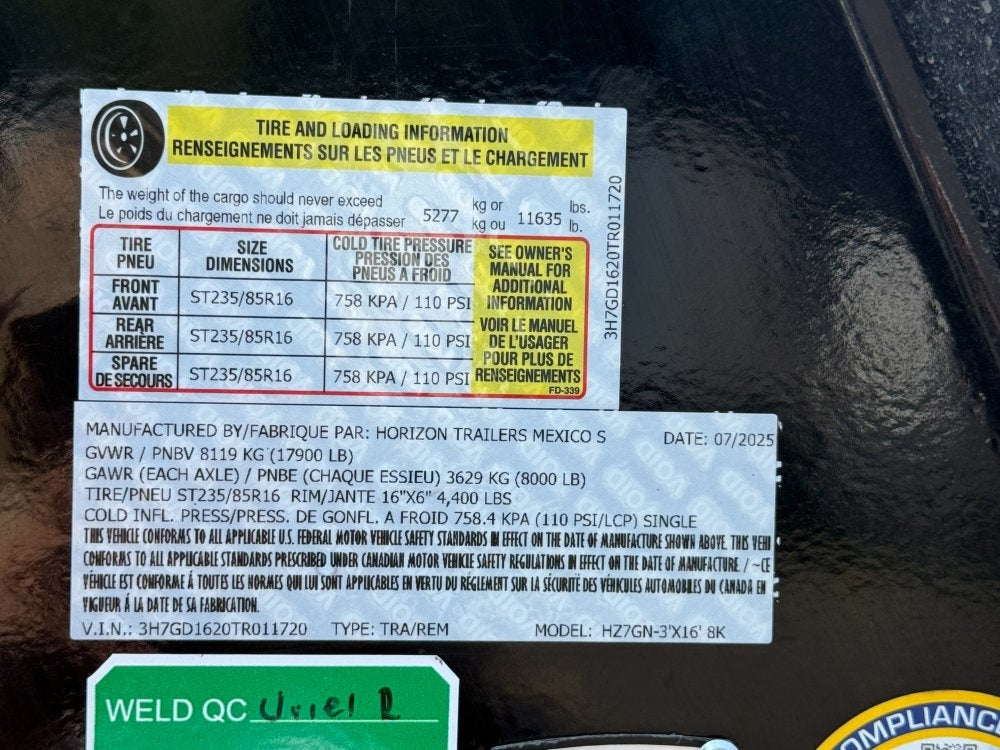 TIRE AND LOADING INFORMATION
RENSEIGNEMENTS SUR LES PNEUS ET LE CHARGEMENT
The weight of the cargo should never exceed kg or lbs.
Le poids du chargement ne doit jamais dépasser 5277 kg ou 11635 lb.
TIRE PNEU SIZE DIMENSIONS COLD TIRE PRESSURE PRESSION DES PNEUS A FROID
FRONT AVANT ST235/85R16 758 KPA / 110 PSI
REAR ARRIÈRE ST235/85R16 758 KPA / 110 PSI
SPARE DE SECOURS ST235/85R16 758 KPA / 110 PSI
SEE OWNER'S
MANUAL FOR
ADDITIONAL
INFORMATION
VOIR LE MANUEL
DE L'USAGER
POUR PLUS DE
RENSEIGNEMENTS
FD-339
3H7GD1620TR011720
MANUFACTURED BY/FABRIQUE PAR: HORIZON TRAILERS MEXICO S DATE: 07/2025
GVWR / PNBV 8119 KG (17900 LB)
GAWR (EACH AXLE) / PNBE (CHAQUE ESSIEU) 3629 KG (8000 LB)
TIRE/PNEU ST235/85R16 RIM/JANTE 16"X6" 4,400 LBS
COLD INFL. PRESS/PRESS. DE GONFL. A FROID 758.4 KPA (110 PSI/LCP) SINGLE
THIS VEHICLE CONFORMS TO ALL APPLICABLE U.S. FEDERAL MOTOR VEHICLE SAFETY STANDARDS IN EFFECT ON THE DATE OF MANUFACTURE SHOWN ABOVE. THIS VEHI
CONFORMS TO ALL APPLICABLE STANDARDS PRESCRIBED UNDER CANADIAN MOTOR VEHICLE SAFETY REGULATIONS IN EFFECT ON THE DATE OF MANUFACTURE. / ~CE
VÉHICLE EST CONFORME À TOUTES LES NORMES QUI LUI SONT APPLICABLES EN VERTU DU RÉGLEMENT SUR LA SÉCURITÉ DES VÉHICULES AUTOMOBILES DU CANADA EN
VIGUEUR À LA DATE DE SA FABRICATION.
V.I.N.: 3H7GD1620TR011720 TYPE: TRA/REM MODEL: HZ7GN-3'X16' 8K
WELD QC Uriel R
OMPLIANC